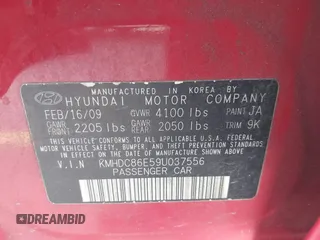 MANUFACTURED IN KOREA BY
HYUNDAI MOTOR COMPANY
FEB/16/09 GVWR 4100 lbs PAINT JA
GAWR FRONT 2205 lbs GAWR REAR 2050 lbs TRIM 9K
THIS VEHICLE CONFORMS TO ALL APPLICABLE
FEDERAL MOTOR VEHICLE SAFETY, BUMPER, AND
THEFT PREVENTION STANDARDS IN EFFECT ON
THE DATE OF MANUFACTURE SHOWN ABOVE.
V.I.N KMHDC86E59U037556
PASSENGER CAR